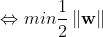 ⇔ min 1/2 ‖w‖